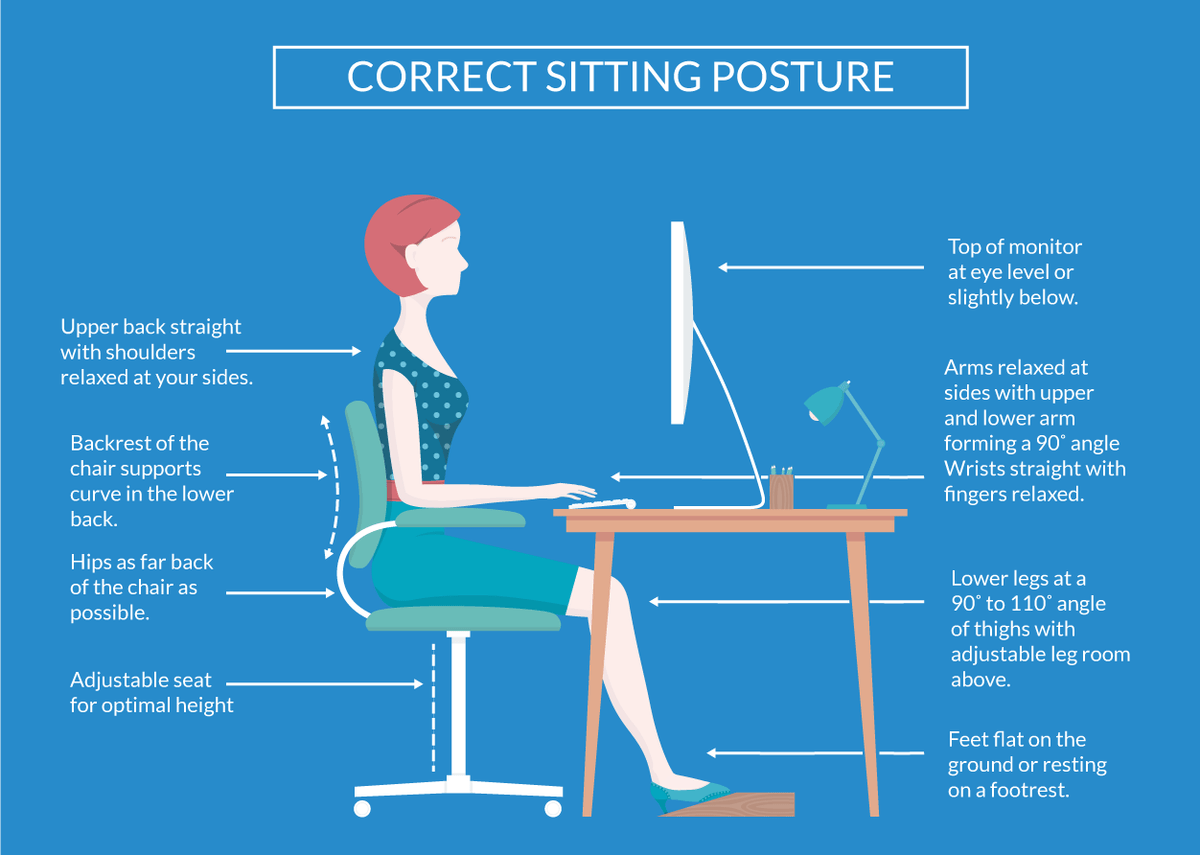 CORRECT SITTING POSTURE
Upper back straight
with shoulders
relaxed at your sides.
Backrest of the
chair supports
curve in the lower
back.
Hips as far back
of the chair as
possible.
Adjustable seat
for optimal height
Top of monitor
at eye level or
slightly below.
Arms relaxed at
sides with upper
and lower arm
forming a 90˚ angle
Wrists straight with
fingers relaxed.
Lower legs at a
90˚ to 110˚ angle
of thighs with
adjustable leg room
above.
Feet flat on the
ground or resting
on a footrest.